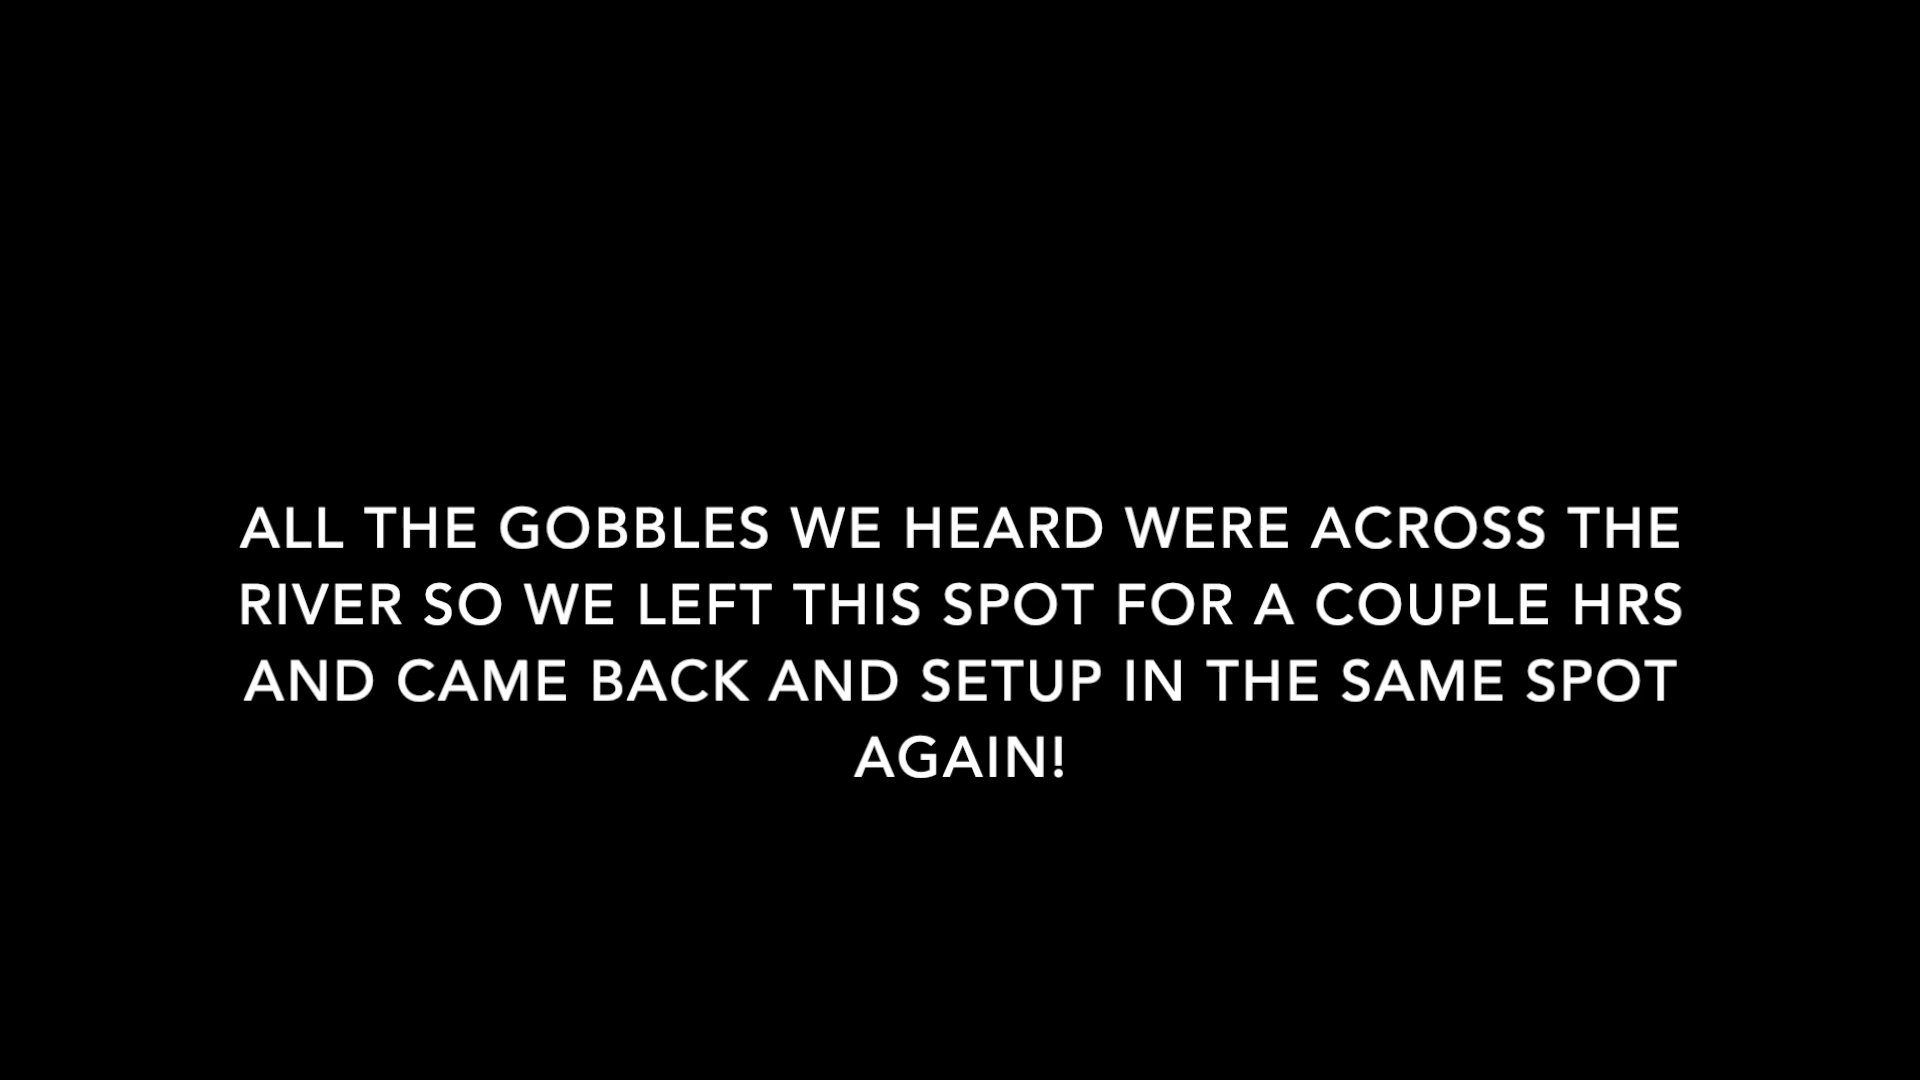 ALL THE GOBBLES WE HEARD WERE ACROSS THE
RIVER SO WE LEFT THIS SPOT FOR A COUPLE HRS
AND CAME BACK AND SETUP IN THE SAME SPOT
AGAIN!